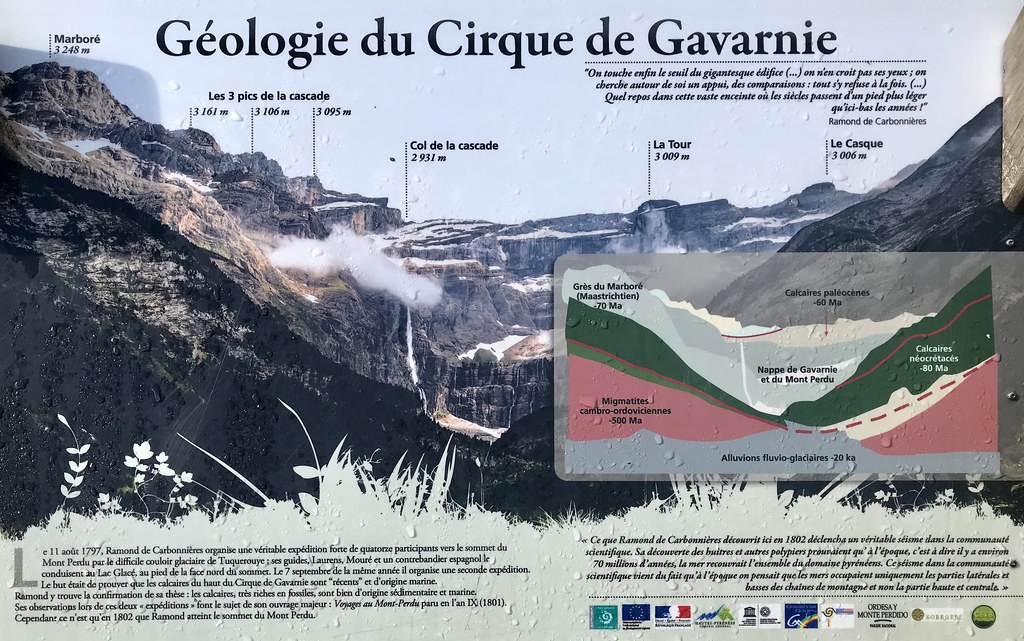 Géologie du Cirque de Gavarnie
Marboré
3 248 m
"On touche enfin le seuil du gigantesque édifice (...) on n'en croit pas ses yeux ; on
cherche autour de soi un appui, des comparaisons : tout s'y refuse à la fois. (...)
Quel repos dans cette vaste enceinte où les siècles passent d'un pied plus léger
qu'ici-bas les années !"
Ramond de Carbonnières
Les 3 pics de la cascade
3 161 m
3 106 m
3 095 m
Col de la cascade
2 931 m
La Tour
3 009 m
Le Casque
3 006 m
Grès du Marboré
(Maastrichtien)
-70 Ma
Calcaires paléocènes
-60 Ma
Calcaires
néocrétacés
-80 Ma
Nappe de Gavarnie
et du Mont Perdu
Migmatites
cambro-ordoviciennes
-500 Ma
Alluvions fluvio-glaciaires -20 ka
Le 11 août 1797, Ramond de Carbonnières organise une véritable expédition forte de quatorze participants vers le sommet du
Mont Perdu par le difficile couloir glaciaire de Tuquerouye ; ses guides, Laurens, Mouré et un contrebandier espagnol le
conduisent au Lac Glacé, au pied de la face nord du sommet. Le 7 septembre de la même année il organise une seconde expédition.
Le but était de prouver que les calcaires du haut du Cirque de Gavarnie sont "récents" et d'origine marine.
Ramond y trouve la confirmation de sa thèse : les calcaires, très riches en fossiles, sont bien d'origine sédimentaire et marine.
Ses observations lors de ces deux « expéditions » font le sujet de son ouvrage majeur : Voyages au Mont-Perdu paru en l'an IX (1801).
Cependant ce n'est qu'en 1802 que Ramond atteint le sommet du Mont Perdu.
« Ce que Ramond de Carbonnières découvrit ici en 1802 déclencha un véritable séisme dans la communauté
scientifique. Sa découverte des huitres et autres polypiers prouvaient qu' à l'époque, c'est à dire il y a environ
70 millions d'années, la mer recouvrait l'ensemble du domaine pyrénéen. Ce séisme dans la communauté
scientifique vient du fait qu'à l'époque on pensait que les mers occupaient uniquement les parties latérales et
basses des chaînes de montagne et non la partie haute et centrale. »
RÉPUBLIQUE FRANÇAISE
HAUTES-PYRÉNÉES
ORDESA Y
MONTE PERDIDO
PARQUE NACIONAL
SOBRARBE